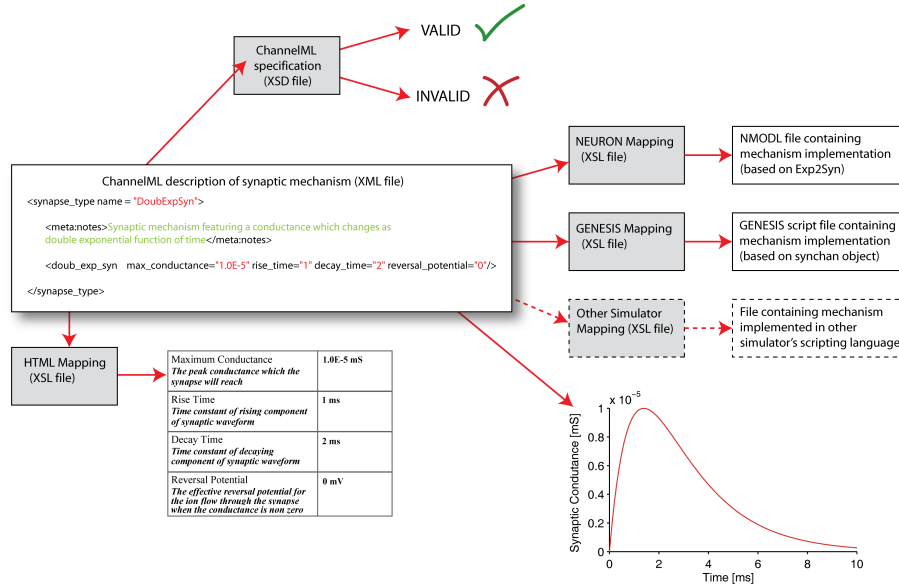 ChannelML
specification
(XSD file)
VALID
INVALID
ChannelML description of synaptic mechanism (XML file)
<synapse_type name = "DoubExpSyn">
<meta:notes>Synaptic mechanism featuring a conductance which changes as
double exponential function of time</meta:notes>
<doub_exp_syn max_conductance="1.0E-5" rise_time="1" decay_time="2" reversal_potential="0"/>
</synapse_type>
NEURON Mapping
(XSL file)
NMODL file containing
mechanism implementation
(based on Exp2Syn)
GENESIS Mapping
(XSL file)
GENESIS script file containing
mechanism implementation
(based on synchan object)
Other Simulator
Mapping (XSL file)
File containing mechanism
implemented in other
simulator's scripting language
HTML Mapping
(XSL file)
Maximum Conductance 1.0E-5 mS
The peak conductance which the
synapse will reach
Rise Time 1 ms
Time constant of rising component
of synaptic waveform
Decay Time 2 ms
Time constant of decaying
component of synaptic waveform
Reversal Potential 0 mV
The effective reversal potential for
the ion flow through the synapse
when the conductance is non zero
x 10⁻⁵
1
0.8
0.6
0.4
0.2
0
Synaptic Condutance [mS]
0 2 4 6 8 10
Time [ms]